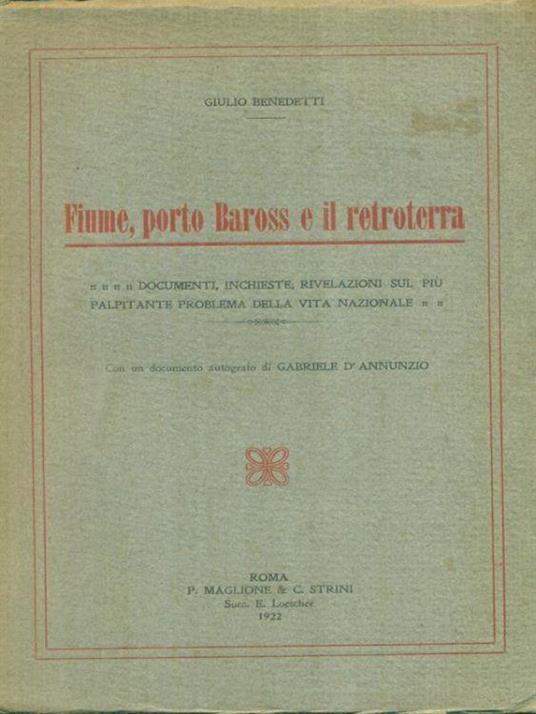 GIULIO BENEDETTI
Fiume, porto Baross e il retroterra
DOCUMENTI, INCHIESTE, RIVELAZIONI SUL PIÙ
PALPITANTE PROBLEMA DELLA VITA NAZIONALE
Con un documento autografo di GABRIELE D'ANNUNZIO
ROMA
P. MAGLIONE & C. STRINI
Succ. E. Loescher
1922